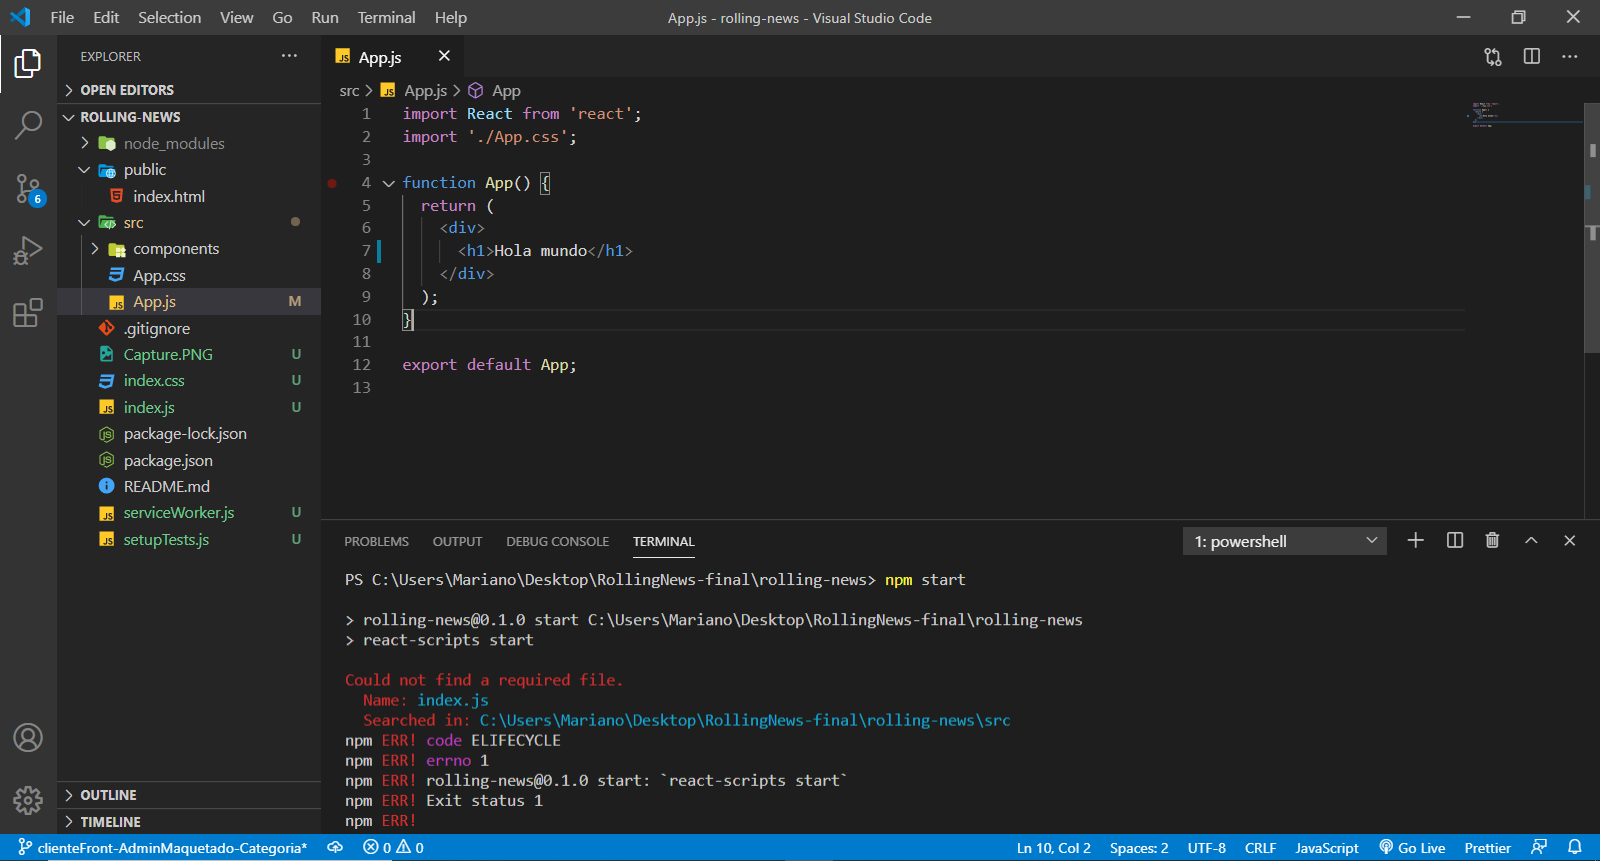 File Edit Selection View Go Run Terminal Help
App.js - rolling-news - Visual Studio Code
EXPLORER
OPEN EDITORS
ROLLING-NEWS
node_modules
public
index.html
src
components
App.css
App.js M
.gitignore
Capture.PNG U
index.css U
index.js U
package-lock.json
package.json
README.md
serviceWorker.js U
setupTests.js U
OUTLINE
TIMELINE
6
JS App.js
src > JS App.js > App
1 import React from 'react';
2 import './App.css';
3
4 function App() {
5 return (
6 <div>
7 <h1>Hola mundo</h1>
8 </div>
9 );
10 }
11
12 export default App;
13
PROBLEMS OUTPUT DEBUG CONSOLE TERMINAL 1: powershell
PS C:\Users\Mariano\Desktop\RollingNews-final\rolling-news> npm start
> rolling-news@0.1.0 start C:\Users\Mariano\Desktop\RollingNews-final\rolling-news
> react-scripts start
Could not find a required file.
Name: index.js
Searched in: C:\Users\Mariano\Desktop\RollingNews-final\rolling-news\src
npm ERR! code ELIFECYCLE
npm ERR! errno 1
npm ERR! rolling-news@0.1.0 start: `react-scripts start`
npm ERR! Exit status 1
npm ERR!
clienteFront-AdminMaquetado-Categoria* 0 0 Ln 10, Col 2 Spaces: 2 UTF-8 CRLF JavaScript Go Live Prettier